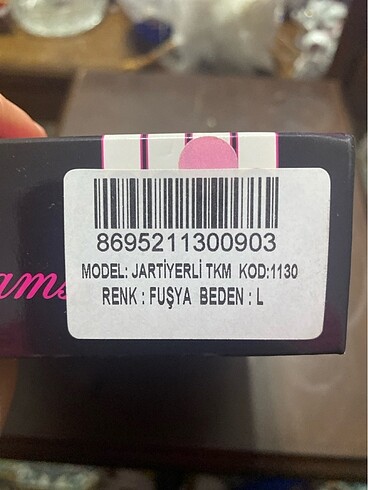 8695211300903
MODEL: JARTİYERLİ TKM KOD:1130
RENK : FUŞYA BEDEN : L